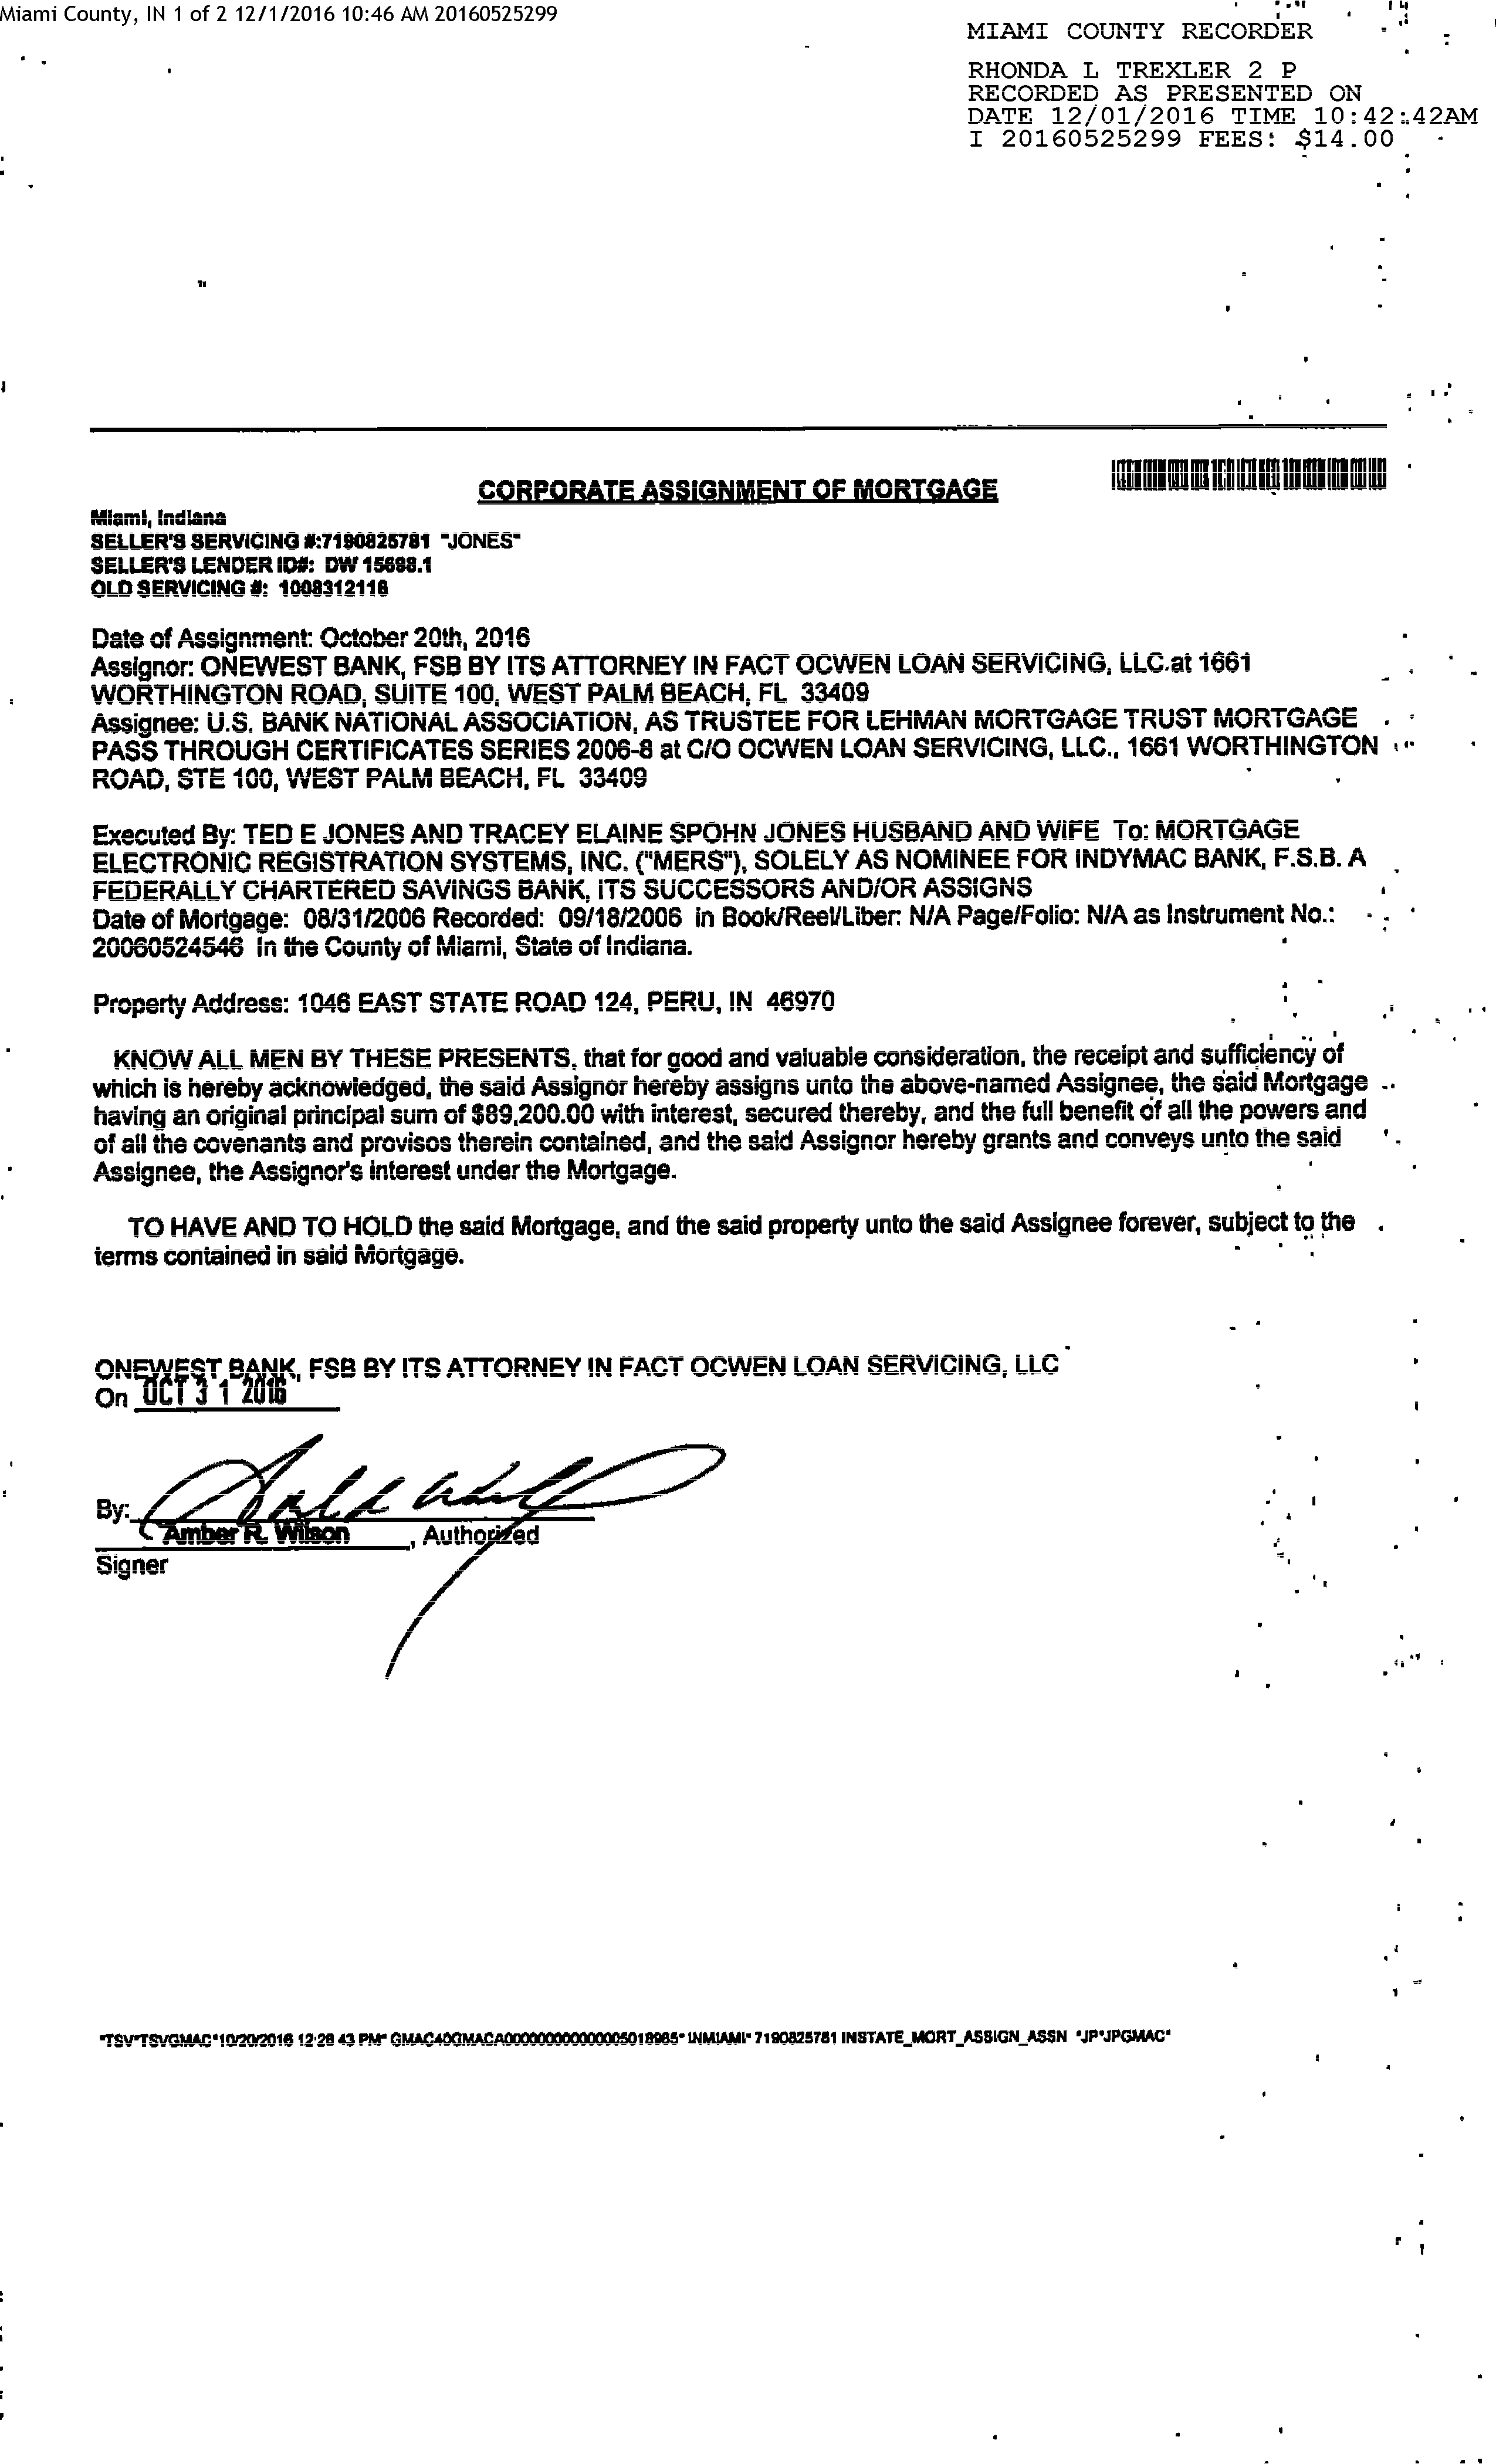 Miami County, IN 1 of 2 12/1/2016 10:46 AM 20160525299
MIAMI COUNTY RECORDER
RHONDA L TREXLER 2 P
RECORDED AS PRESENTED ON
DATE 12/01/2016 TIME 10:42:42AM
I 20160525299 FEES: $14.00
CORPORATE ASSIGNMENT OF MORTGAGE
Miami, Indiana
SELLER'S SERVICING #:7190825781 "JONES"
SELLER'S LENDER ID#: DW 15698.1
OLD SERVICING #: 1008312116
Date of Assignment: October 20th, 2016
Assignor: ONEWEST BANK, FSB BY ITS ATTORNEY IN FACT OCWEN LOAN SERVICING, LLC.at 1661
WORTHINGTON ROAD, SUITE 100, WEST PALM BEACH, FL 33409
Assignee: U.S. BANK NATIONAL ASSOCIATION, AS TRUSTEE FOR LEHMAN MORTGAGE TRUST MORTGAGE
PASS THROUGH CERTIFICATES SERIES 2006-8 at C/O OCWEN LOAN SERVICING, LLC., 1661 WORTHINGTON
ROAD, STE 100, WEST PALM BEACH, FL 33409
Executed By: TED E JONES AND TRACEY ELAINE SPOHN JONES HUSBAND AND WIFE To: MORTGAGE
ELECTRONIC REGISTRATION SYSTEMS, INC. ("MERS"), SOLELY AS NOMINEE FOR INDYMAC BANK, F.S.B. A
FEDERALLY CHARTERED SAVINGS BANK, ITS SUCCESSORS AND/OR ASSIGNS
Date of Mortgage: 08/31/2006 Recorded: 09/18/2006 in Book/Reel/Liber: N/A Page/Folio: N/A as Instrument No.:
20060524546 In the County of Miami, State of Indiana.
Property Address: 1046 EAST STATE ROAD 124, PERU, IN 46970
KNOW ALL MEN BY THESE PRESENTS, that for good and valuable consideration, the receipt and sufficiency of
which is hereby acknowledged, the said Assignor hereby assigns unto the above-named Assignee, the said Mortgage
having an original principal sum of $89,200.00 with interest, secured thereby, and the full benefit of all the powers and
of all the covenants and provisos therein contained, and the said Assignor hereby grants and conveys unto the said
Assignee, the Assignor's interest under the Mortgage.
TO HAVE AND TO HOLD the said Mortgage, and the said property unto the said Assignee forever, subject to the
terms contained in said Mortgage.
ONEWEST BANK, FSB BY ITS ATTORNEY IN FACT OCWEN LOAN SERVICING, LLC
On OCT 31 2016
By:
Amber R. Wilson, Authorized
Signer
*TSV*TSVGMAC*10/20/2016 12:28 43 PM* GMAC40GMACA000000000000005018985* INMIAMI* 7190825781 INSTATE_MORT_ASSIGN_ASSN *JP*JPGMAC*